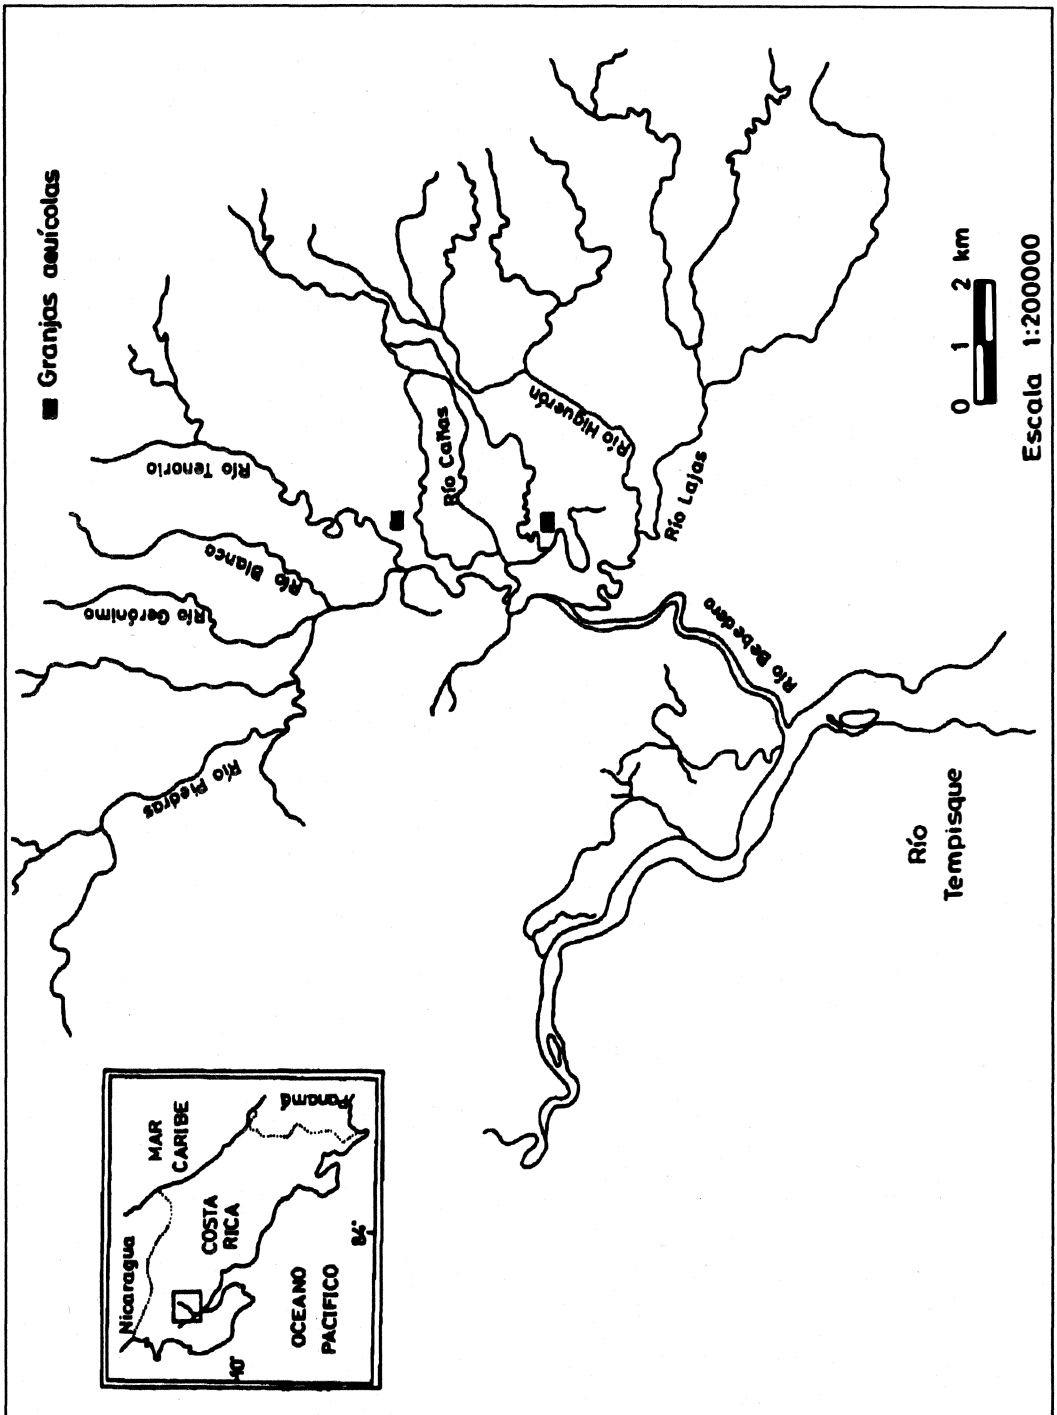 Granjas acuícolas
Río Tenorio
Río Blanco
Río Gerónimo
Río Piedras
Río Cañas
Río Higuerón
Río Lajas
Río Bebedero
Río
Tempisque
0 1 2 km
Escala 1:200000
Nicaragua
MAR
CARIBE
Panamá
COSTA
RICA
OCEANO
PACIFICO
10°
84°